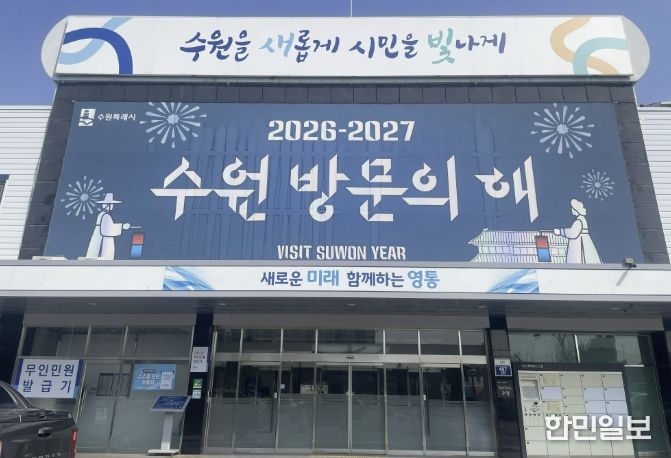 수원을 새롭게 시민을 빛나게
수원특례시
2026-2027
수원 방문의 해
VISIT SUWON YEAR
새로운 미래 함께하는 영통
무인민원
발급기
한민일보